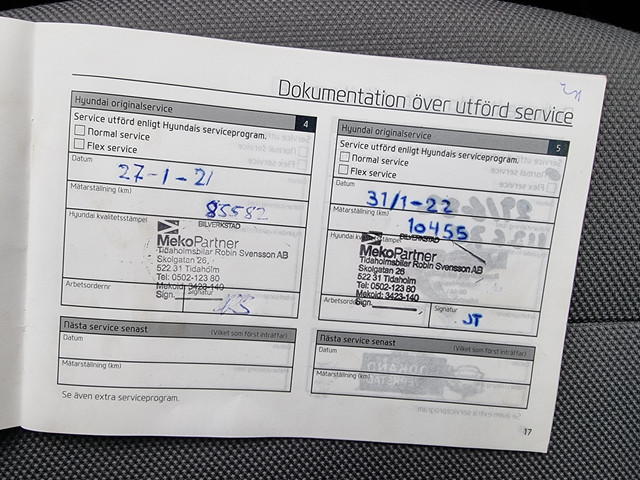 Dokumentation över utförd service
Hyundai originalservice
4
Service utförd enligt Hyundais serviceprogram.
Normal service
Flex service
Datum
27-1-21
Mätarställning (km)
85582
Hyundai kvalitetsstämpel
BILVERKSTAD
MekoPartner
Tidaholmsbilar Robin Svensson AB
Skolgatan 26,
522 31 Tidaholm
Tel: 0502-123 80
Mekoid: 3423-140
Sign.
Arbetsordernr
Signatur
Nästa service senast
(Vilket som först inträffar)
Datum
Mätarställning (km)
Se även extra serviceprogram.
Hyundai originalservice
5
Service utförd enligt Hyundais serviceprogram.
Normal service
Flex service
Datum
31/1-22
Mätarställning (km)
10455
Hyundai kvalitetsstämpel
BILVERKSTAD
MekoPartner
Tidaholmsbilar Robin Svensson AB
Skolgatan 26
522 31 Tidaholm
Tel: 0502-123 80
Mekoid: 3423-140
Sign.
Arbetsordernr
Signatur
JT
Nästa service senast
(Vilket som först inträffar)
Datum
Mätarställning (km)
17